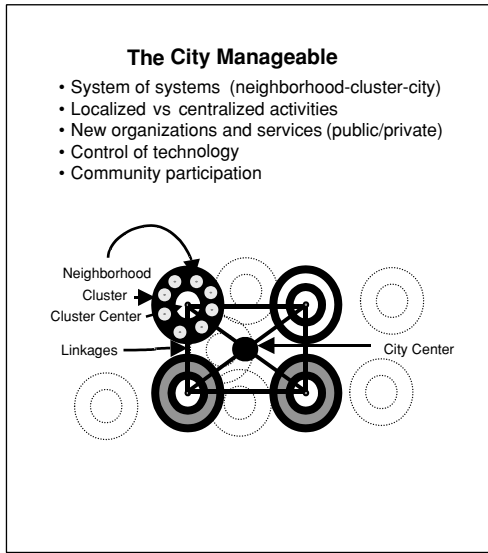 The City Manageable
• System of systems (neighborhood-cluster-city)
• Localized vs centralized activities
• New organizations and services (public/private)
• Control of technology
• Community participation
Neighborhood
Cluster
Cluster Center
Linkages
City Center